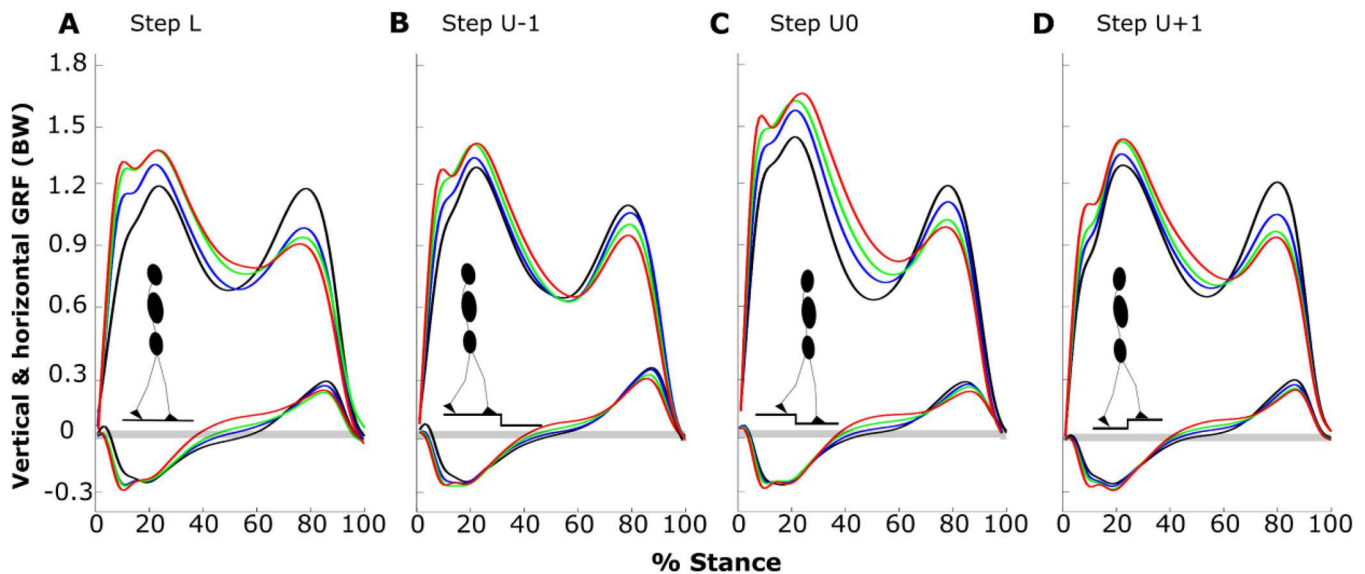 A Step L
B Step U-1
C Step U0
D Step U+1
Vertical & horizontal GRF (BW)
1.8
1.5
1.2
0.9
0.6
0.3
0
-0.3
0 20 40 60 80 100
0 20 40 60 80 100
0 20 40 60 80 100
0 20 40 60 80 100
% Stance